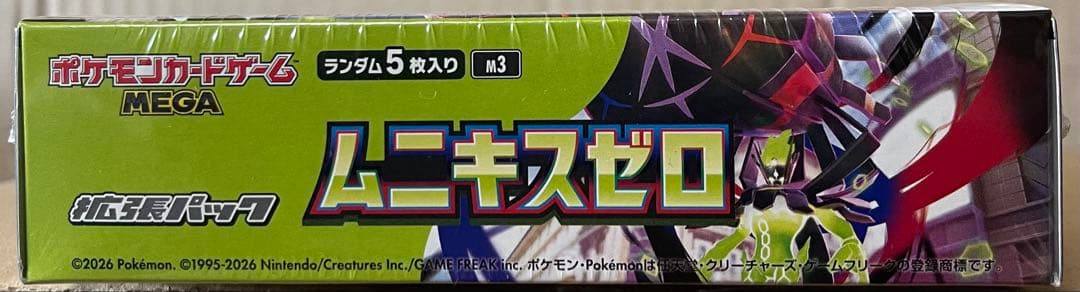 ポケモンカードゲーム™
MEGA
ランダム5枚入り
M3
ムニキスゼロ
拡張パック
©2026 Pokémon. ©1995-2026 Nintendo/Creatures Inc./GAME FREAK inc. ポケモン・Pokémonは任天堂・クリーチャーズ・ゲームフリークの登録商標です。